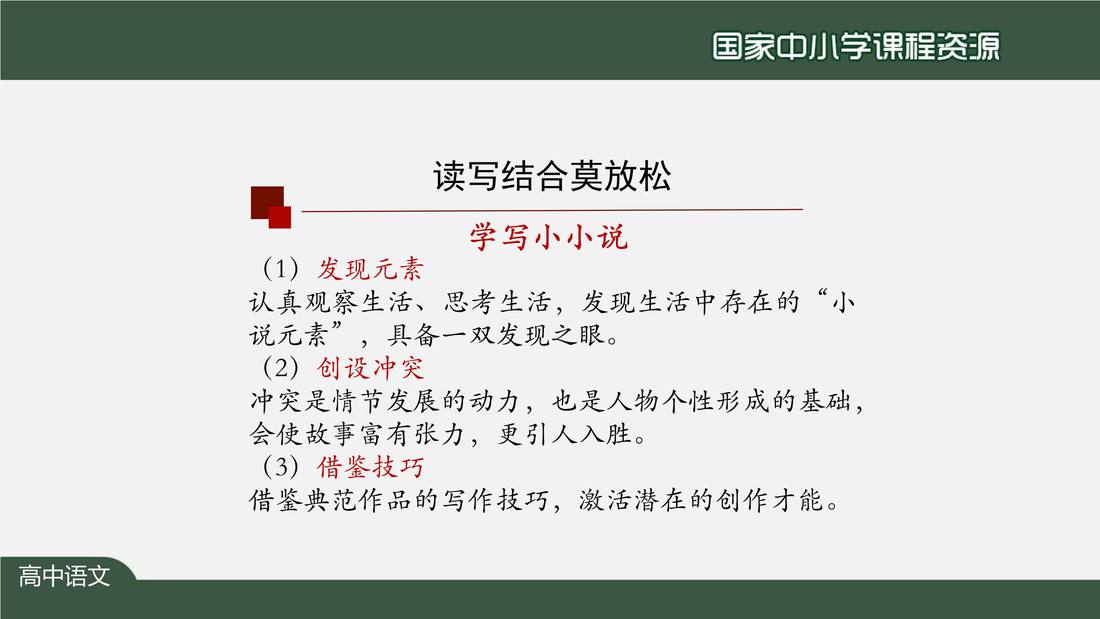 国家中小学课程资源
读写结合莫放松
学写小小说
（1）发现元素
认真观察生活、思考生活，发现生活中存在的“小
说元素”，具备一双发现之眼。
（2）创设冲突
冲突是情节发展的动力，也是人物个性形成的基础，
会使故事富有张力，更引人入胜。
（3）借鉴技巧
借鉴典范作品的写作技巧，激活潜在的创作才能。
高中语文